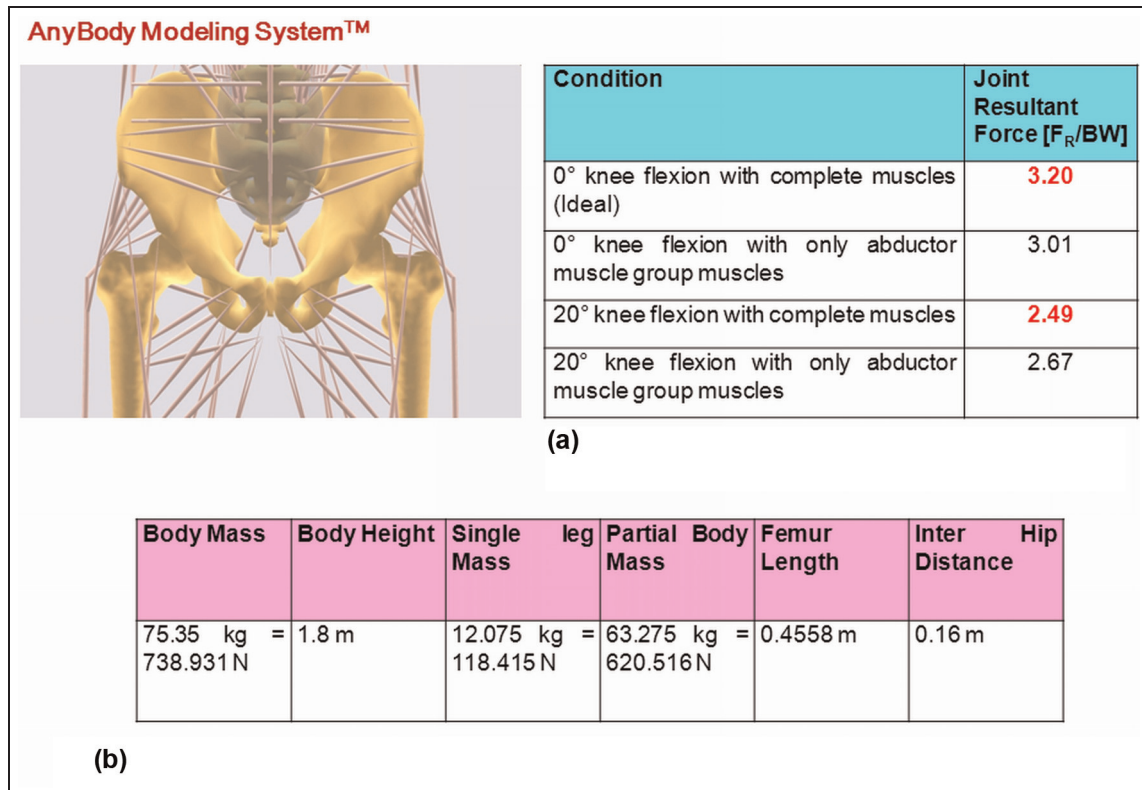 AnyBody Modeling System™
Condition
Joint
Resultant
Force [FR/BW]
0° knee flexion with complete muscles
(Ideal)
3.20
0° knee flexion with only abductor
muscle group muscles
3.01
20° knee flexion with complete muscles
2.49
20° knee flexion with only abductor
muscle group muscles
2.67
(a)
Body Mass
Body Height
Single leg
Mass
Partial Body
Mass
Femur
Length
Inter Hip
Distance
75.35 kg =
738.931 N
1.8 m
12.075 kg =
118.415 N
63.275 kg =
620.516 N
0.4558 m
0.16 m
(b)